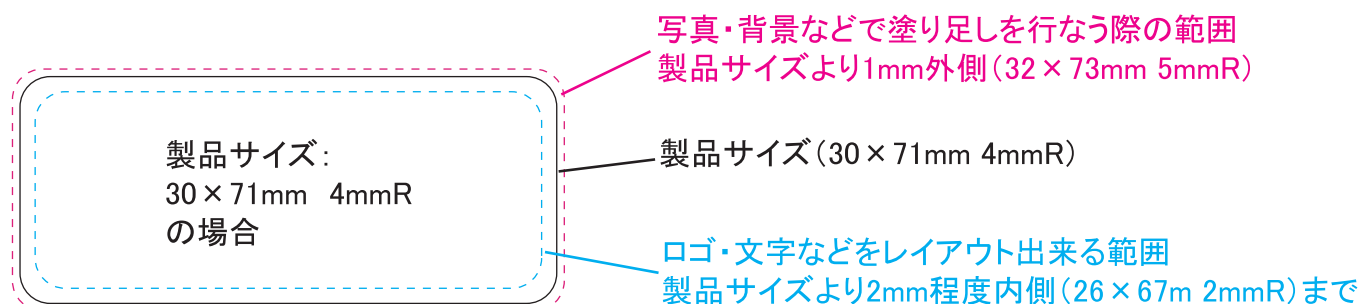 写真・背景などで塗り足しを行なう際の範囲
製品サイズより1mm外側（32×73mm 5mmR）
製品サイズ：
30×71mm　4mmR
の場合
製品サイズ（30×71mm 4mmR）
ロゴ・文字などをレイアウト出来る範囲
製品サイズより2mm程度内側（26×67m 2mmR）まで